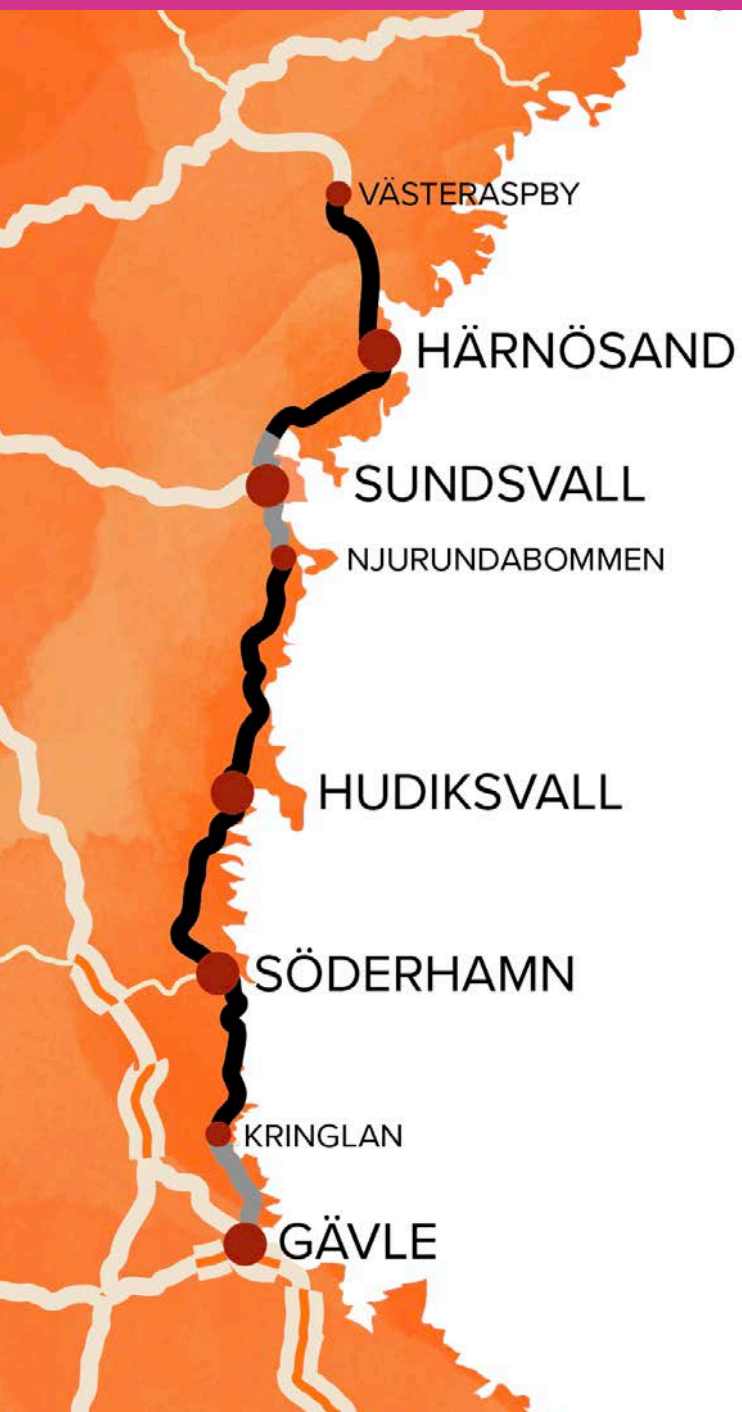 VÄSTERASPBY
HÄRNÖSAND
SUNDSVALL
NJURUNDABOMMEN
HUDIKSVALL
SÖDERHAMN
KRINGLAN
GÄVLE